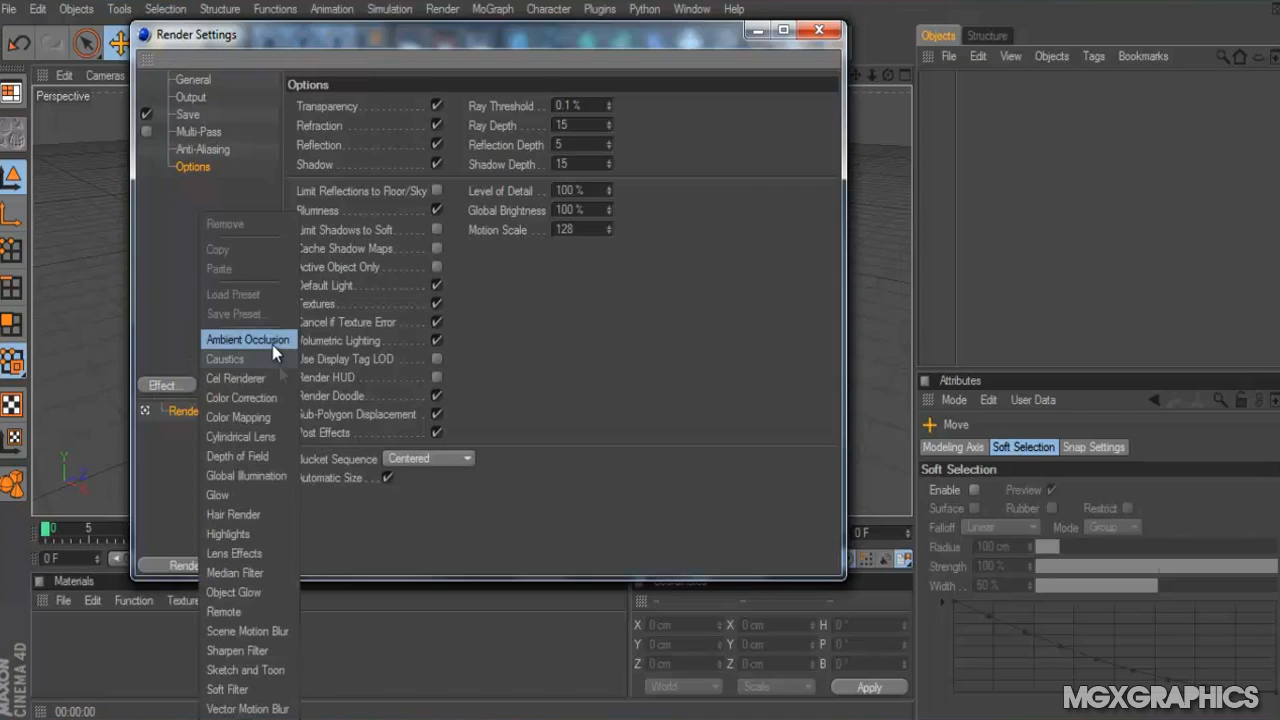 File Edit Objects Tools Selection Structure Functions Animation Simulation Render MoGraph Character Plugins Python Window Help
Render Settings
Edit Cameras
Perspective
General
Output
Save
Multi-Pass
Anti-Aliasing
Options
Effect...
Render
Options
Transparency Ray Threshold 0.1 %
Refraction Ray Depth 15
Reflection Reflection Depth 5
Shadow Shadow Depth 15
Limit Reflections to Floor/Sky Level of Detail 100 %
Blurriness Global Brightness 100 %
Limit Shadows to Soft Motion Scale 128
Cache Shadow Maps
Active Object Only
Default Light
Textures
Cancel if Texture Error
Volumetric Lighting
Use Display Tag LOD
Render HUD
Render Doodle
Sub-Polygon Displacement
Post Effects
Bucket Sequence Centered
Automatic Size
Remove
Copy
Paste
Load Preset
Save Preset...
Ambient Occlusion
Caustics
Cel Renderer
Color Correction
Color Mapping
Cylindrical Lens
Depth of Field
Global Illumination
Glow
Hair Render
Highlights
Lens Effects
Median Filter
Object Glow
Remote
Scene Motion Blur
Sharpen Filter
Sketch and Toon
Soft Filter
Vector Motion Blur
Objects Structure
File Edit View Objects Tags Bookmarks
Attributes
Mode Edit User Data
Move
Modeling Axis Soft Selection Snap Settings
Soft Selection
Enable Preview
Surface Rubber Restrict
Falloff Linear Mode Group
Radius 100 cm
Strength 100 %
Width 50 %
Y Z X
0 5
0 F 0 F
Materials
File Edit Function Texture
Coordinates
X 0 cm X 0 cm H 0 °
Y 0 cm Y 0 cm P 0 °
Z 0 cm Z 0 cm B 0 °
World Scale Apply
00:00:00
MAXON
CINEMA 4D
MGXGRAPHICS